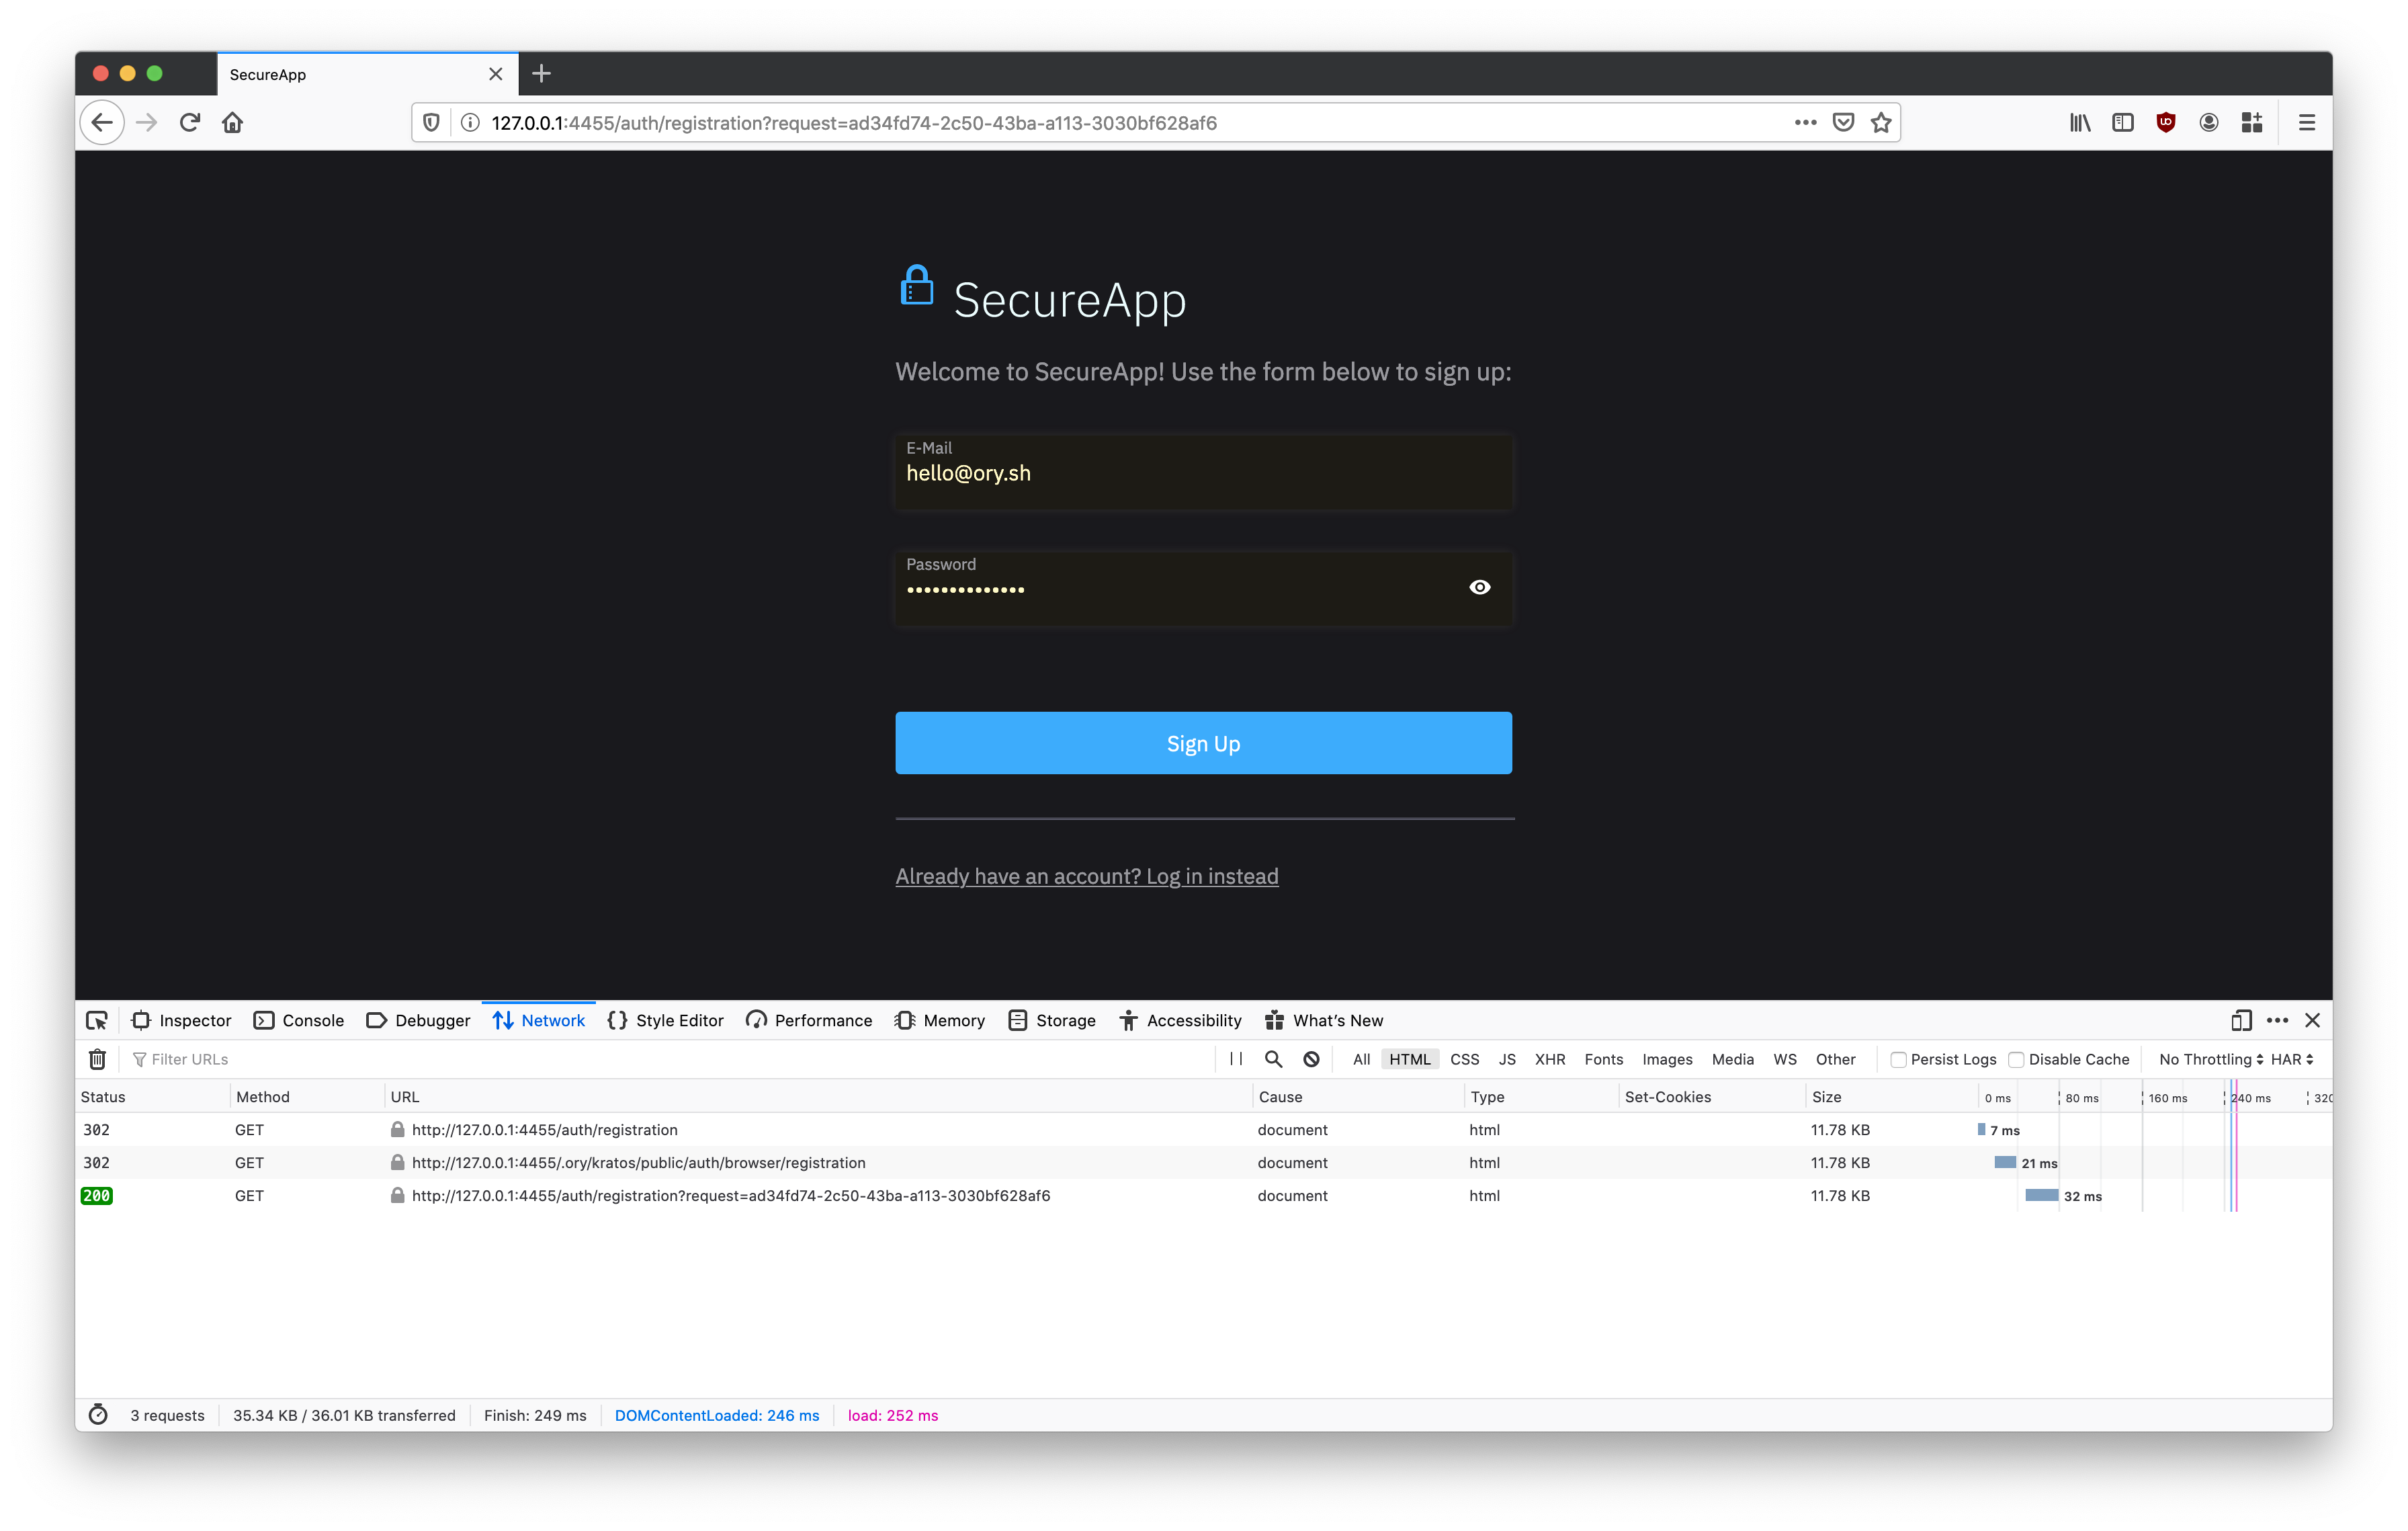 SecureApp
127.0.0.1:4455/auth/registration?request=ad34fd74-2c50-43ba-a113-3030bf628af6
SecureApp
Welcome to SecureApp! Use the form below to sign up:
E-Mail
hello@ory.sh
Password
••••••••••••••
Sign Up
Already have an account? Log in instead
Inspector Console Debugger Network Style Editor Performance Memory Storage Accessibility What's New
Filter URLs All HTML CSS JS XHR Fonts Images Media WS Other Persist Logs Disable Cache No Throttling HAR
Status Method URL Cause Type Set-Cookies Size 0 ms 80 ms 160 ms 240 ms 320
302 GET http://127.0.0.1:4455/auth/registration document html 11.78 KB 7 ms
302 GET http://127.0.0.1:4455/.ory/kratos/public/auth/browser/registration document html 11.78 KB 21 ms
200 GET http://127.0.0.1:4455/auth/registration?request=ad34fd74-2c50-43ba-a113-3030bf628af6 document html 11.78 KB 32 ms
3 requests 35.34 KB / 36.01 KB transferred Finish: 249 ms DOMContentLoaded: 246 ms load: 252 ms